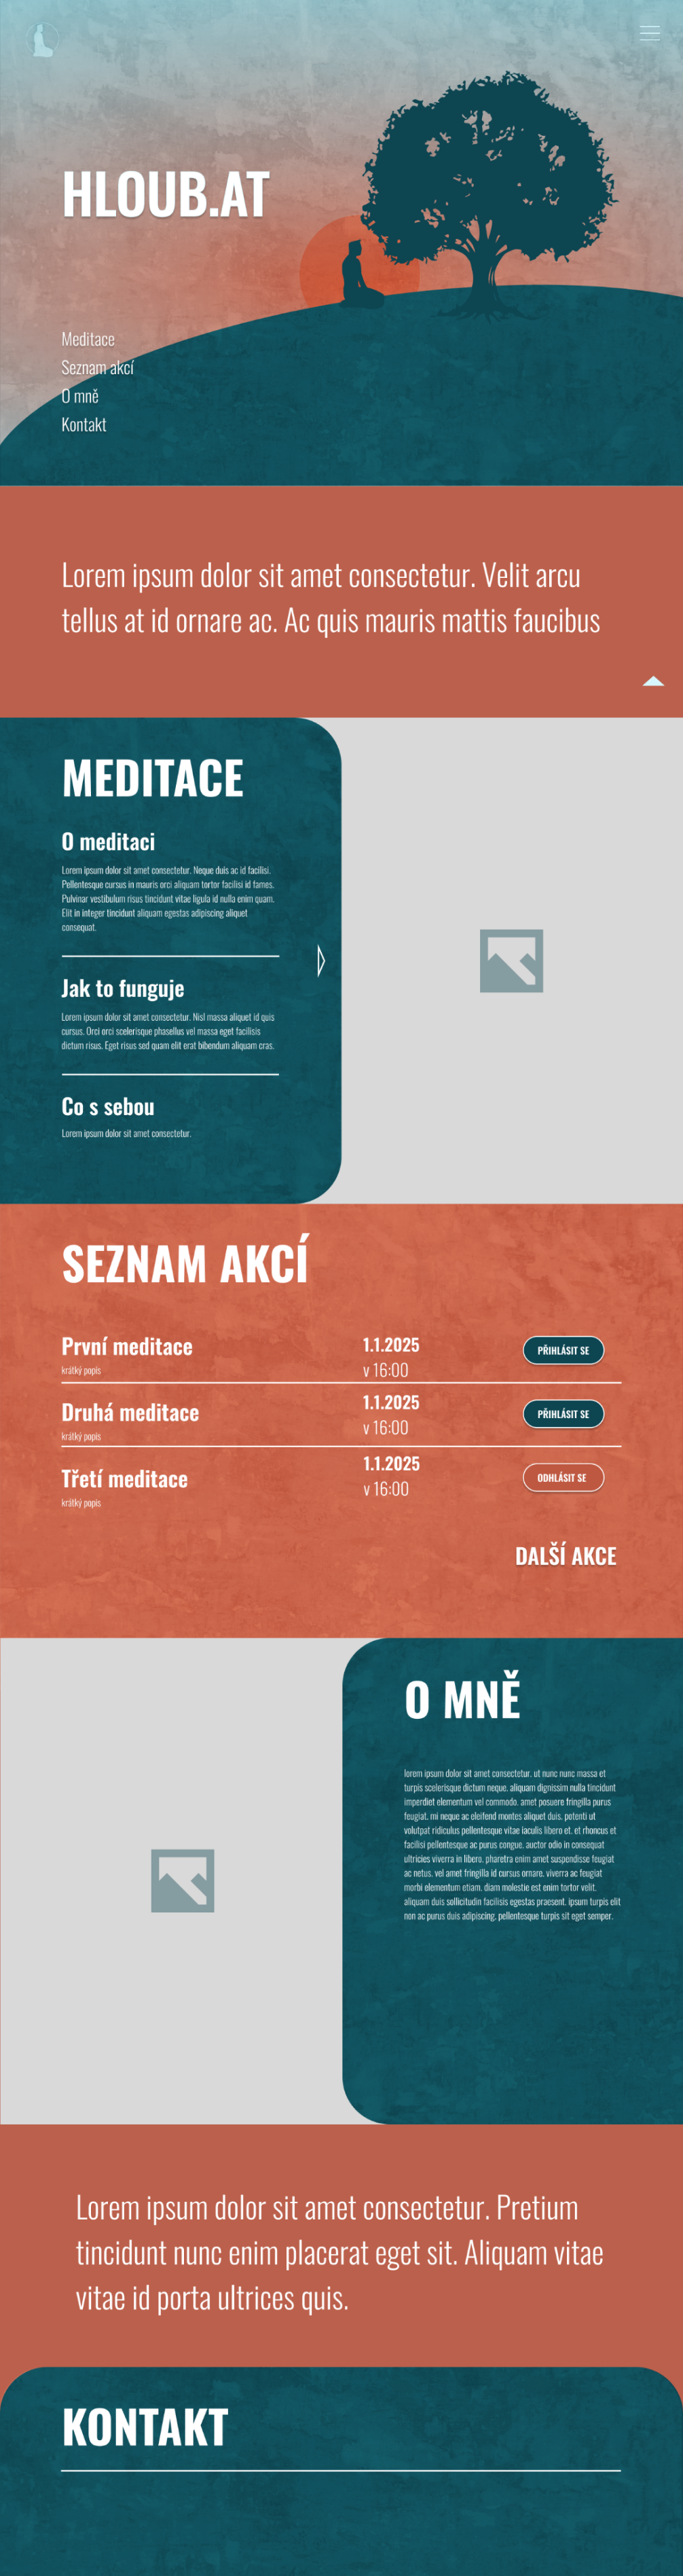 HLOUB.AT
Meditace
Seznam akcí
O mně
Kontakt
Lorem ipsum dolor sit amet consectetur. Velit arcu
tellus at id ornare ac. Ac quis mauris mattis faucibus
MEDITACE
O meditaci
Lorem ipsum dolor sit amet consectetur. Neque duis ac id facilisi.
Pellentesque cursus in mauris orci aliquam tortor facilisi id fames.
Pulvinar vestibulum risus tincidunt vitae ligula id nulla enim quam.
Elit in integer tincidunt aliquam egestas adipiscing aliquet
consequat.
Jak to funguje
Lorem ipsum dolor sit amet consectetur. Nisl massa aliquet id quis
cursus. Orci orci scelerisque phasellus vel massa eget facilisis
dictum risus. Eget risus sed quam elit erat bibendum aliquam cras.
Co s sebou
Lorem ipsum dolor sit amet consectetur.
SEZNAM AKCÍ
První meditace
krátký popis
1.1.2025
v 16:00
PŘIHLÁSIT SE
Druhá meditace
krátký popis
1.1.2025
v 16:00
PŘIHLÁSIT SE
Třetí meditace
krátký popis
1.1.2025
v 16:00
ODHLÁSIT SE
DALŠÍ AKCE
O MNĚ
lorem ipsum dolor sit amet consectetur. ut nunc nunc massa et
turpis scelerisque dictum neque. aliquam dignissim nulla tincidunt
imperdiet elementum vel commodo. amet posuere fringilla purus
feugiat. mi neque ac eleifend montes aliquet duis. potenti ut
volutpat ridiculus pellentesque vitae iaculis libero et. et rhoncus et
facilisi pellentesque ac purus congue. auctor odio in consequat
ultricies viverra in libero. pharetra enim amet suspendisse feugiat
ac netus. vel amet fringilla id cursus ornare. viverra ac feugiat
morbi elementum etiam. diam molestie est enim tortor velit.
aliquam duis sollicitudin facilisis egestas praesent. ipsum turpis elit
non ac purus duis adipiscing. pellentesque turpis sit eget semper.
Lorem ipsum dolor sit amet consectetur. Pretium
tincidunt nunc enim placerat eget sit. Aliquam vitae
vitae id porta ultrices quis.
KONTAKT